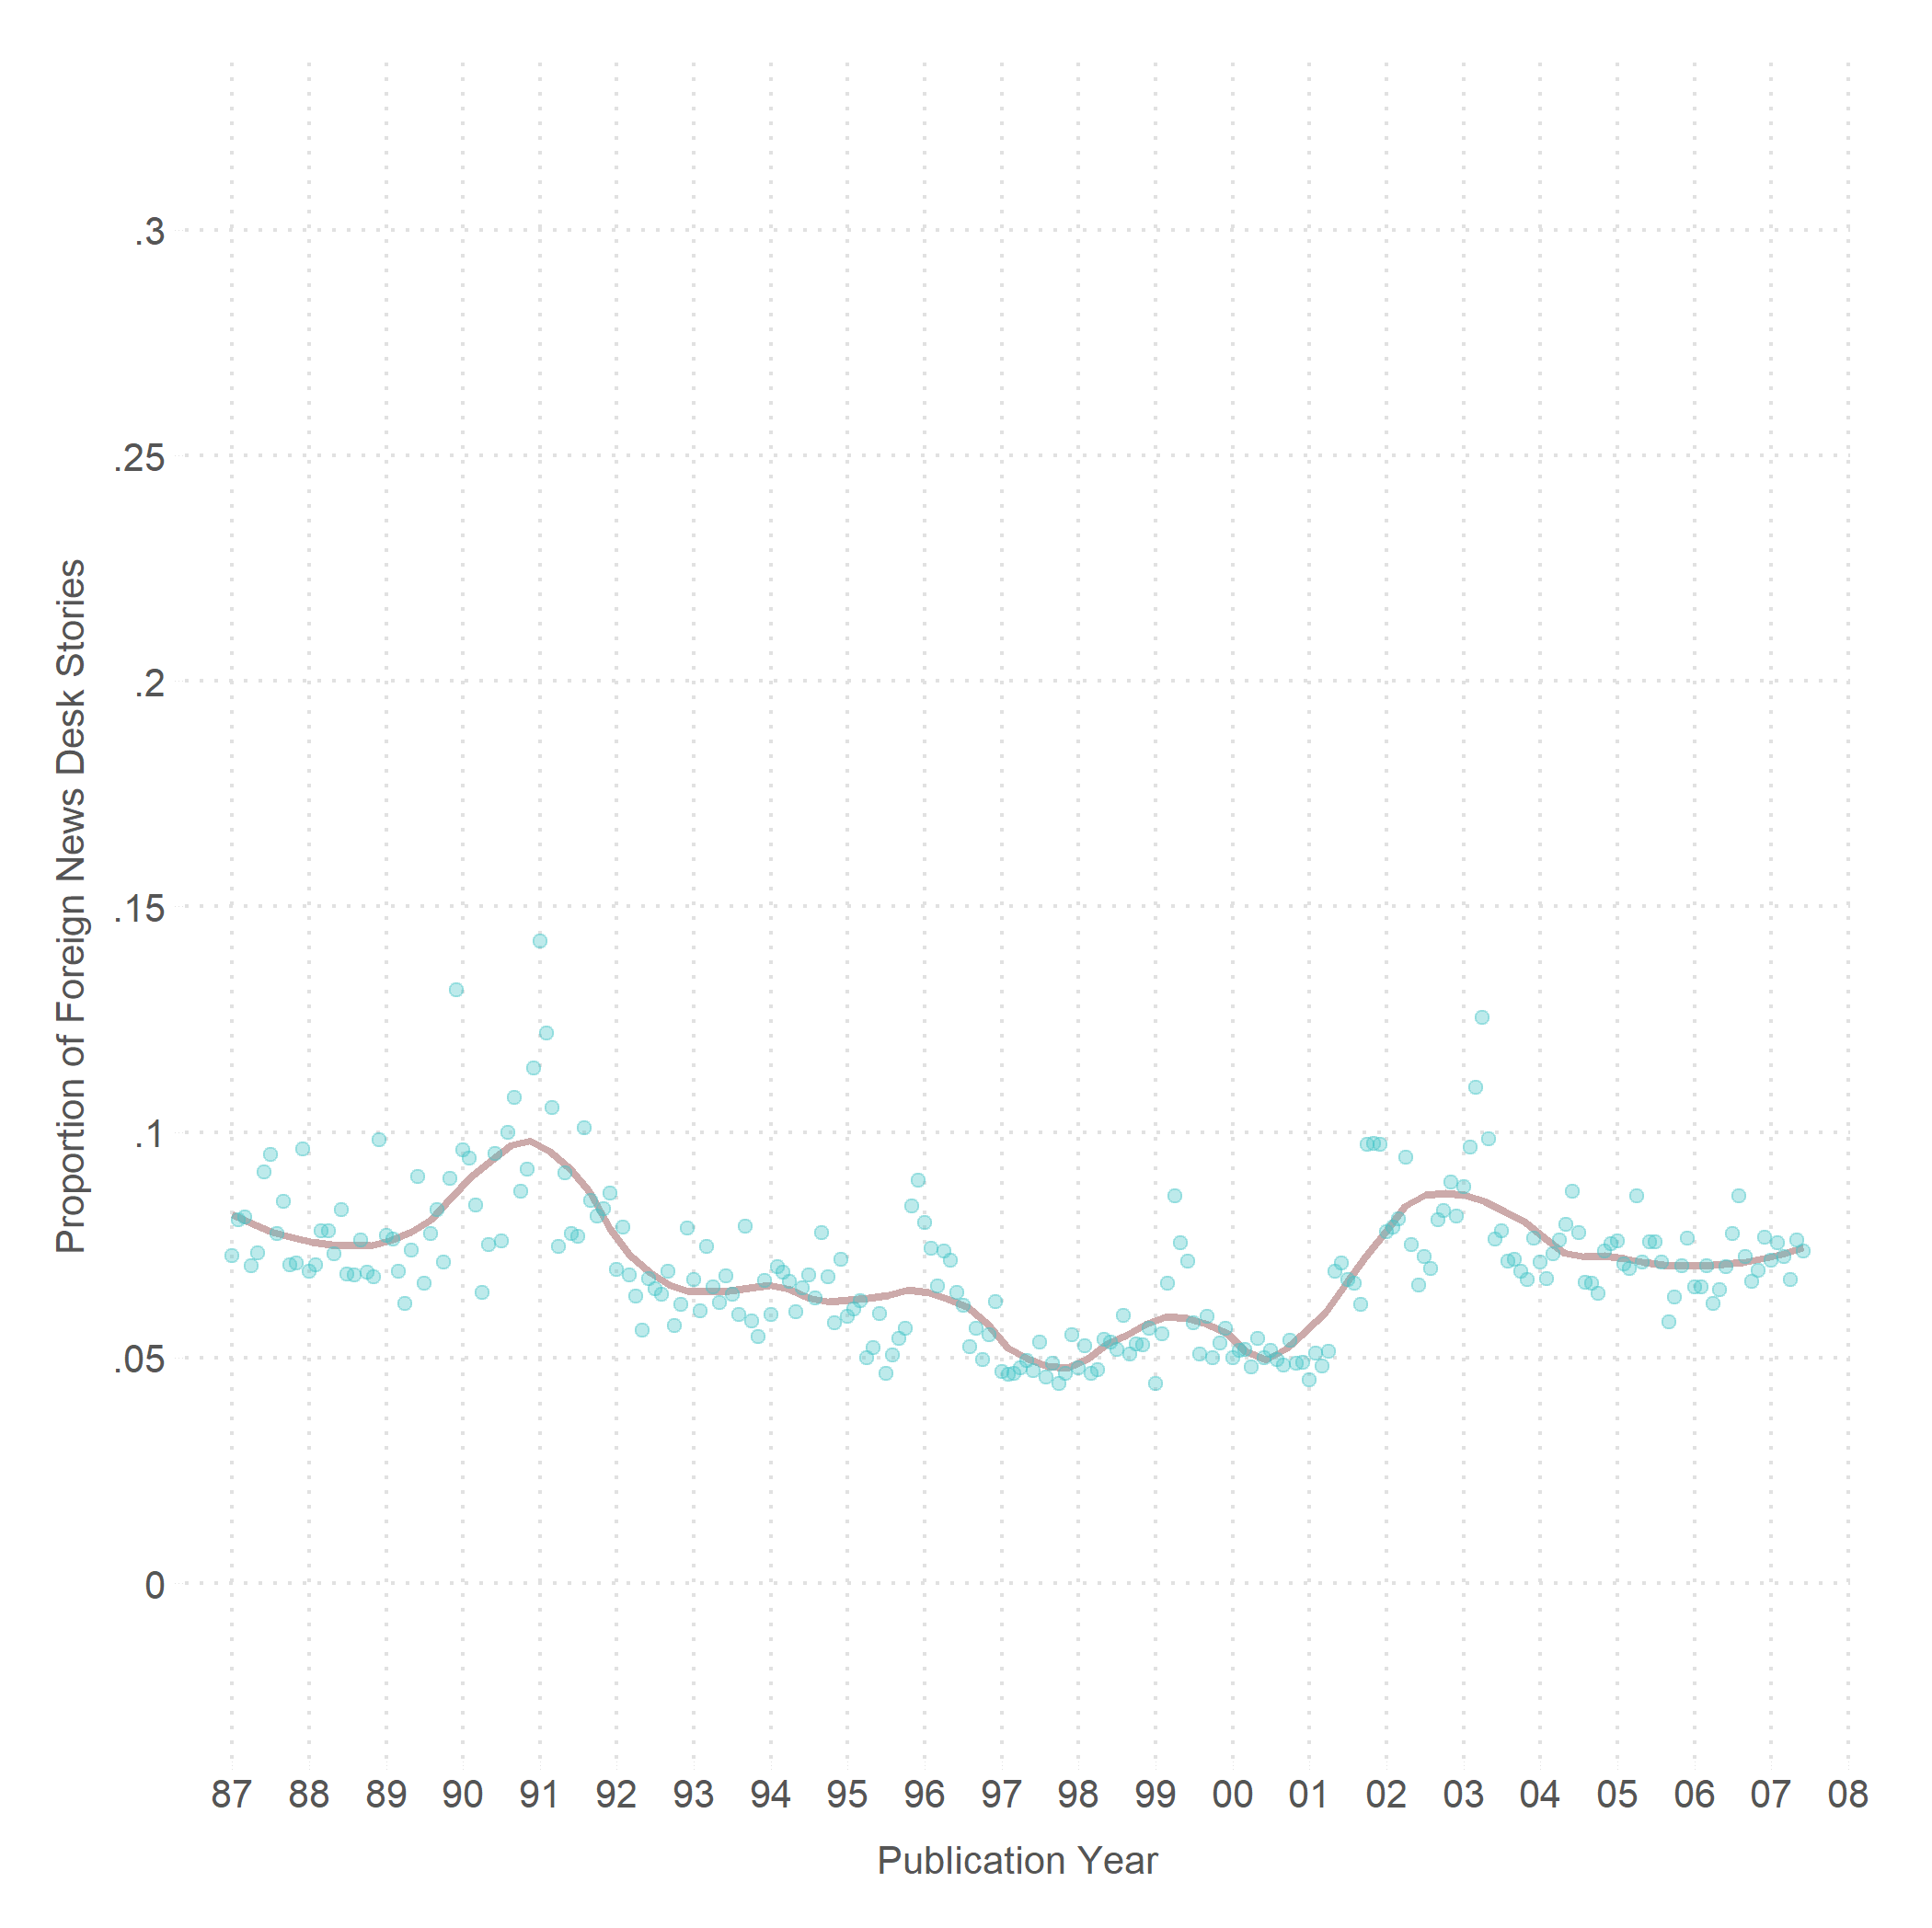 Proportion of Foreign News Desk Stories
.3
.25
.2
.15
.1
.05
0
87 88 89 90 91 92 93 94 95 96 97 98 99 00 01 02 03 04 05 06 07 08
Publication Year